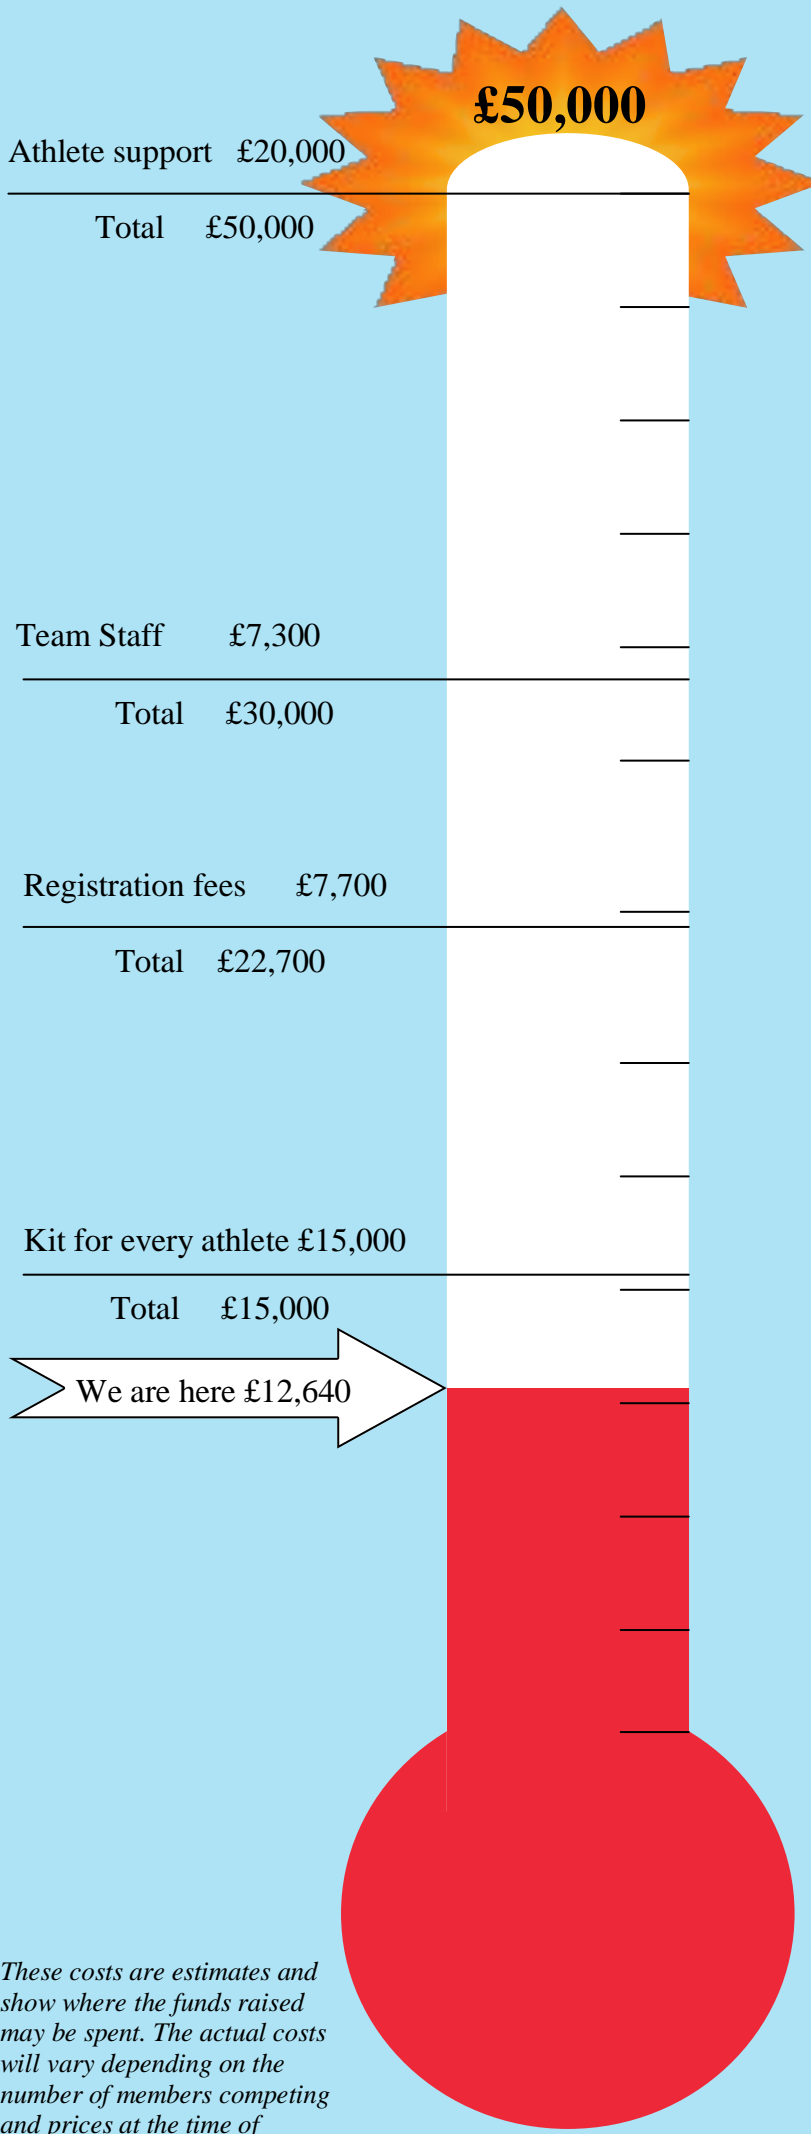 £50,000
Athlete support £20,000
Total £50,000
Team Staff £7,300
Total £30,000
Registration fees £7,700
Total £22,700
Kit for every athlete £15,000
Total £15,000
We are here £12,640
These costs are estimates and
show where the funds raised
may be spent. The actual costs
will vary depending on the
number of members competing
and prices at the time of